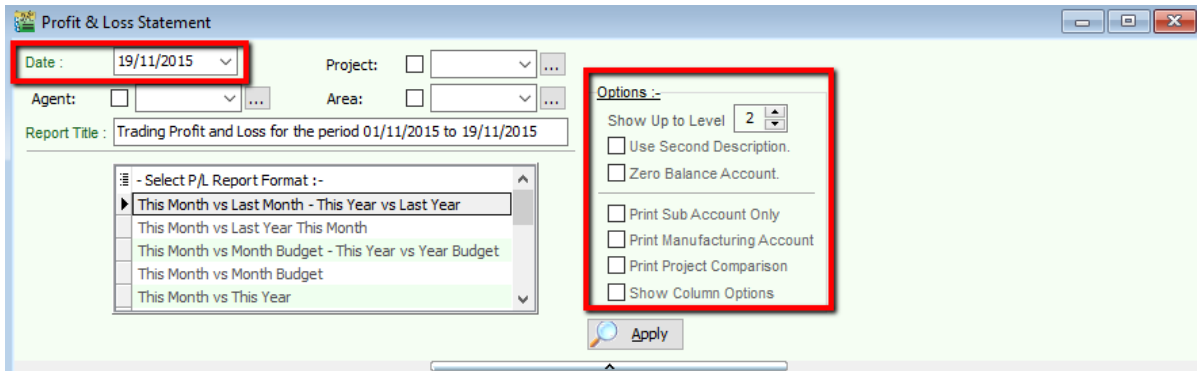 Profit & Loss Statement
Date : 19/11/2015 Project: ...
Agent: ... Area: ...
Report Title : Trading Profit and Loss for the period 01/11/2015 to 19/11/2015
- Select P/L Report Format :-
This Month vs Last Month - This Year vs Last Year
This Month vs Last Year This Month
This Month vs Month Budget - This Year vs Year Budget
This Month vs Month Budget
This Month vs This Year
Options :-
Show Up to Level 2
Use Second Description.
Zero Balance Account.
Print Sub Account Only
Print Manufacturing Account
Print Project Comparison
Show Column Options
Apply